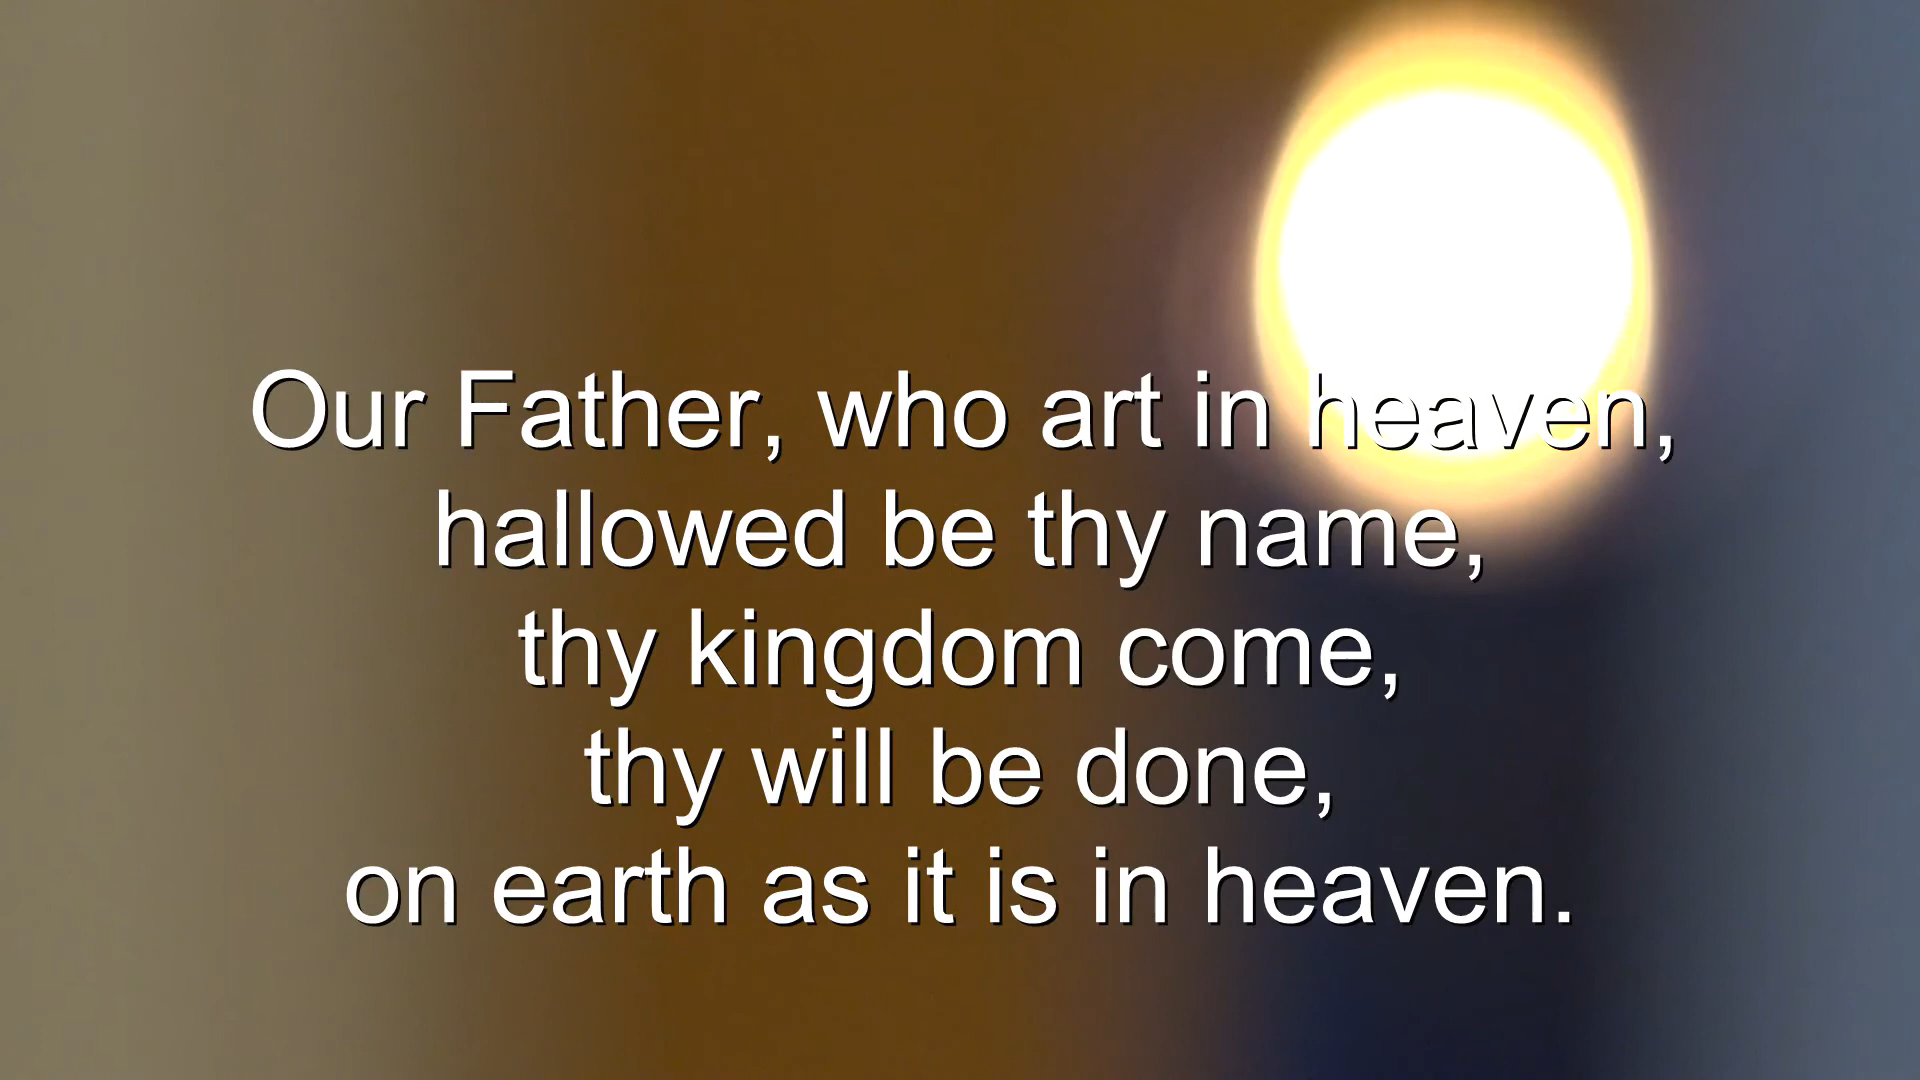 Our Father, who art in heaven,
hallowed be thy name,
thy kingdom come,
thy will be done,
on earth as it is in heaven.